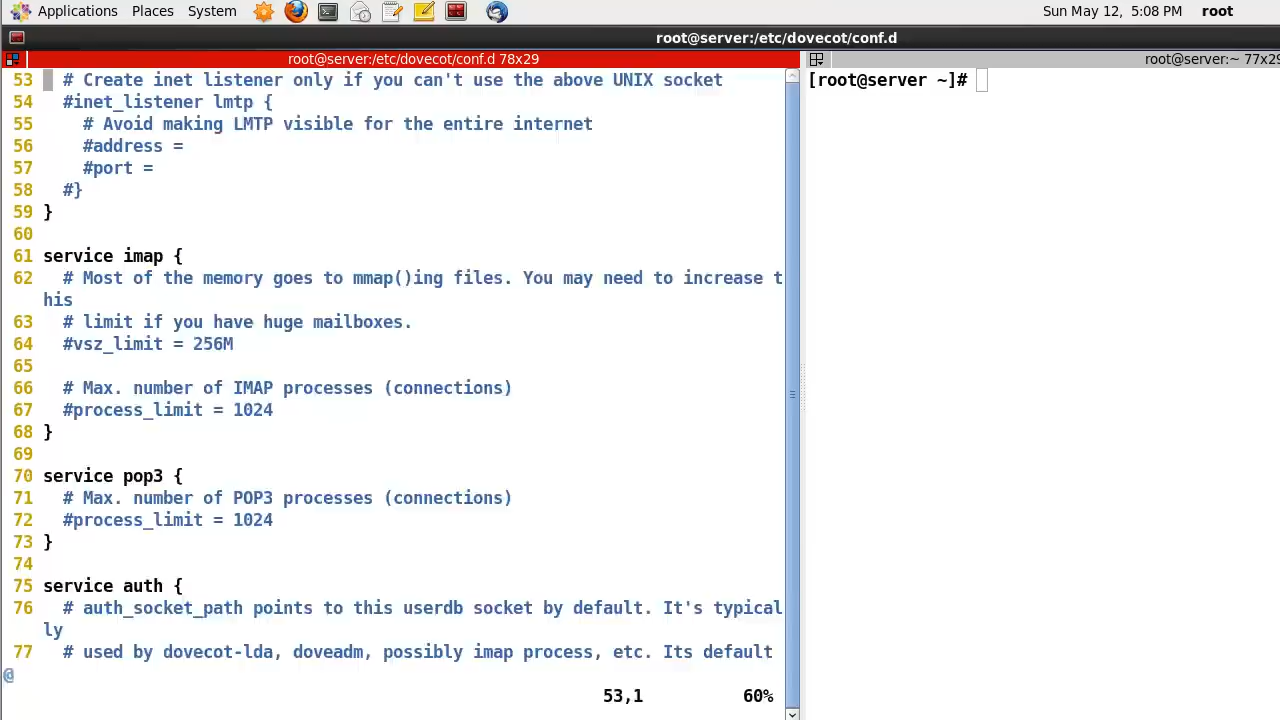 Applications Places System Sun May 12, 5:08 PM root
root@server:/etc/dovecot/conf.d
root@server:/etc/dovecot/conf.d 78x29
root@server:~ 77x29
53 # Create inet listener only if you can't use the above UNIX socket
54 #inet_listener lmtp {
55 # Avoid making LMTP visible for the entire internet
56 #address =
57 #port =
58 #}
59 }
60
61 service imap {
62 # Most of the memory goes to mmap()ing files. You may need to increase t
his
63 # limit if you have huge mailboxes.
64 #vsz_limit = 256M
65
66 # Max. number of IMAP processes (connections)
67 #process_limit = 1024
68 }
69
70 service pop3 {
71 # Max. number of POP3 processes (connections)
72 #process_limit = 1024
73 }
74
75 service auth {
76 # auth_socket_path points to this userdb socket by default. It's typical
ly
77 # used by dovecot-lda, doveadm, possibly imap process, etc. Its default
@
53,1 60%
[root@server ~]#